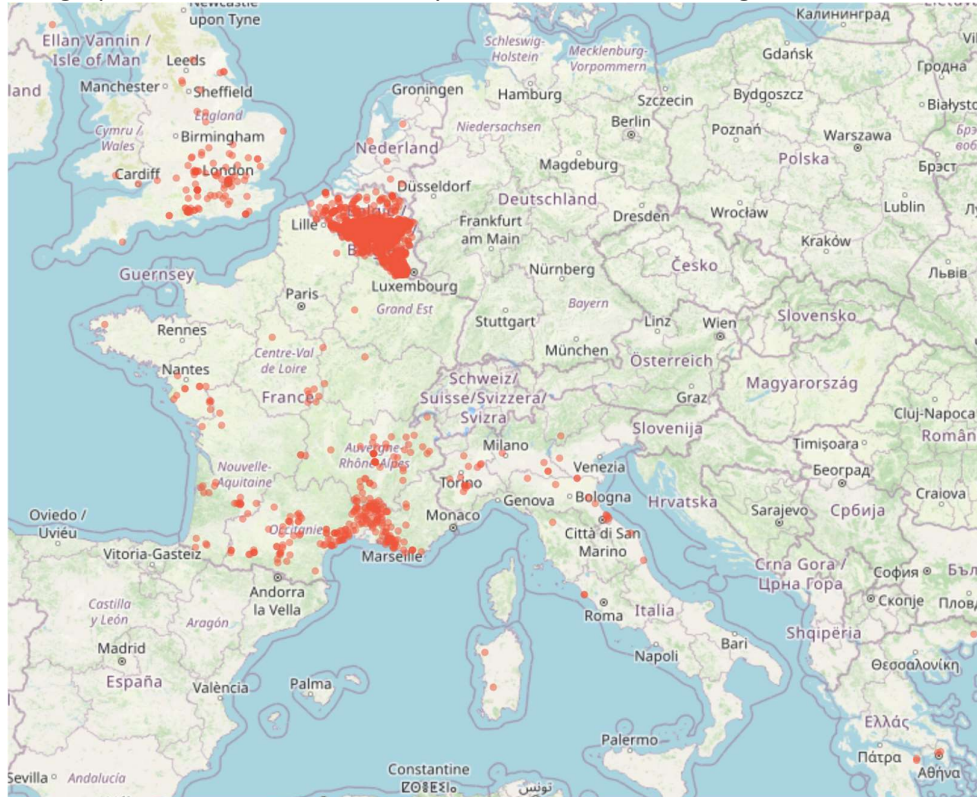 Newcastle
upon Tyne
Калининград
Ellan Vannin /
Isle of Man
Leeds
Schleswig-
Holstein
Mecklenburg-
Vorpommern
Gdańsk
Гродна
Manchester
Sheffield
Groningen
Hamburg
Szczecin
Bydgoszcz
England
Cymru /
Wales
Birmingham
Nederland
Niedersachsen
Berlin
Poznań
Warszawa
Брэст
Cardiff
London
Düsseldorf
Magdeburg
Polska
Deutschland
Lille
Frankfurt
am Main
Dresden
Wrocław
Lublin
Kraków
Guernsey
Luxembourg
Nürnberg
Česko
Львів
Paris
Grand Est
Bayern
Slovensko
Rennes
Stuttgart
Linz
Wien
Centre-Val
de Loire
München
Österreich
Nantes
France
Schweiz/
Suisse/Svizzera/
Svizra
Graz
Magyarország
Cluj-Napoca
Slovenija
Auvergne-
Rhône-Alpes
Milano
Timișoara
Nouvelle-
Aquitaine
Torino
Venezia
Београд
Craiova
Oviedo /
Uviéu
Genova
Bologna
Hrvatska
Sarajevo
Србија
Occitanie
Monaco
Vitoria-Gasteiz
Marseille
Città di San
Marino
Crna Gora /
Црна Гора
София
Andorra
la Vella
Castilla
y León
Aragón
Roma
Italia
Скопје
Madrid
Bari
Shqipëria
España
Napoli
Θεσσαλονίκη
València
Palma
Ελλάς
Palermo
Πάτρα
Αθήνα
Sevilla
Andalucía
Constantine
تونس